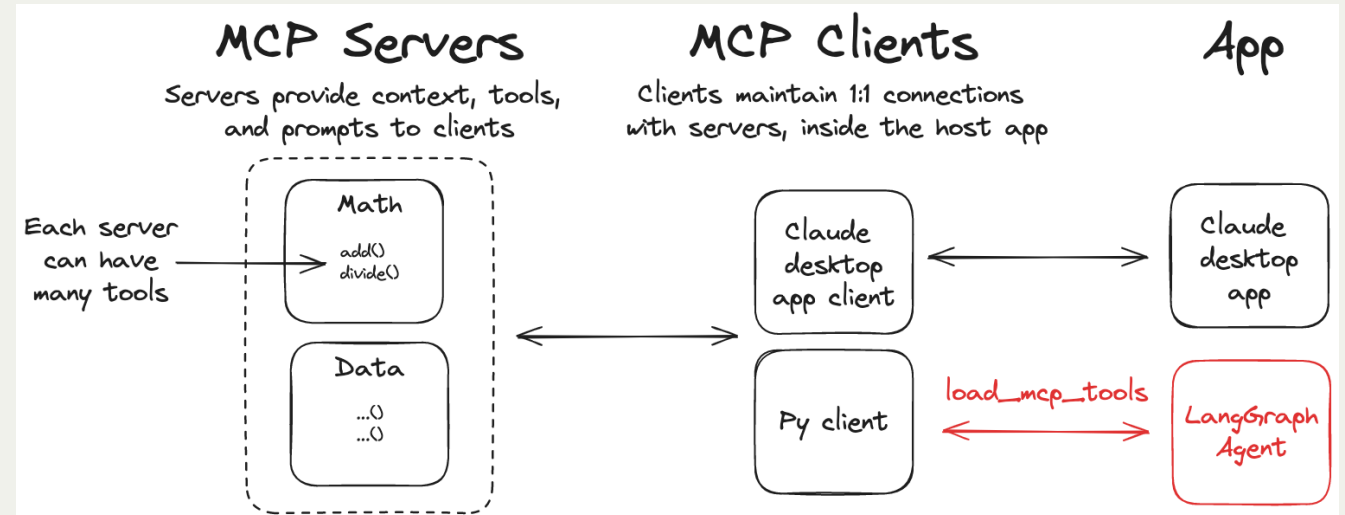 MCP Servers
Servers provide context, tools,
and prompts to clients
MCP Clients
Clients maintain 1:1 connections
with servers, inside the host app
App
Each server
can have
many tools
Math
add()
divide()
Data
...()
...()
Claude
desktop
app client
Py client
Claude
desktop
app
load_mcp_tools
LangGraph
Agent